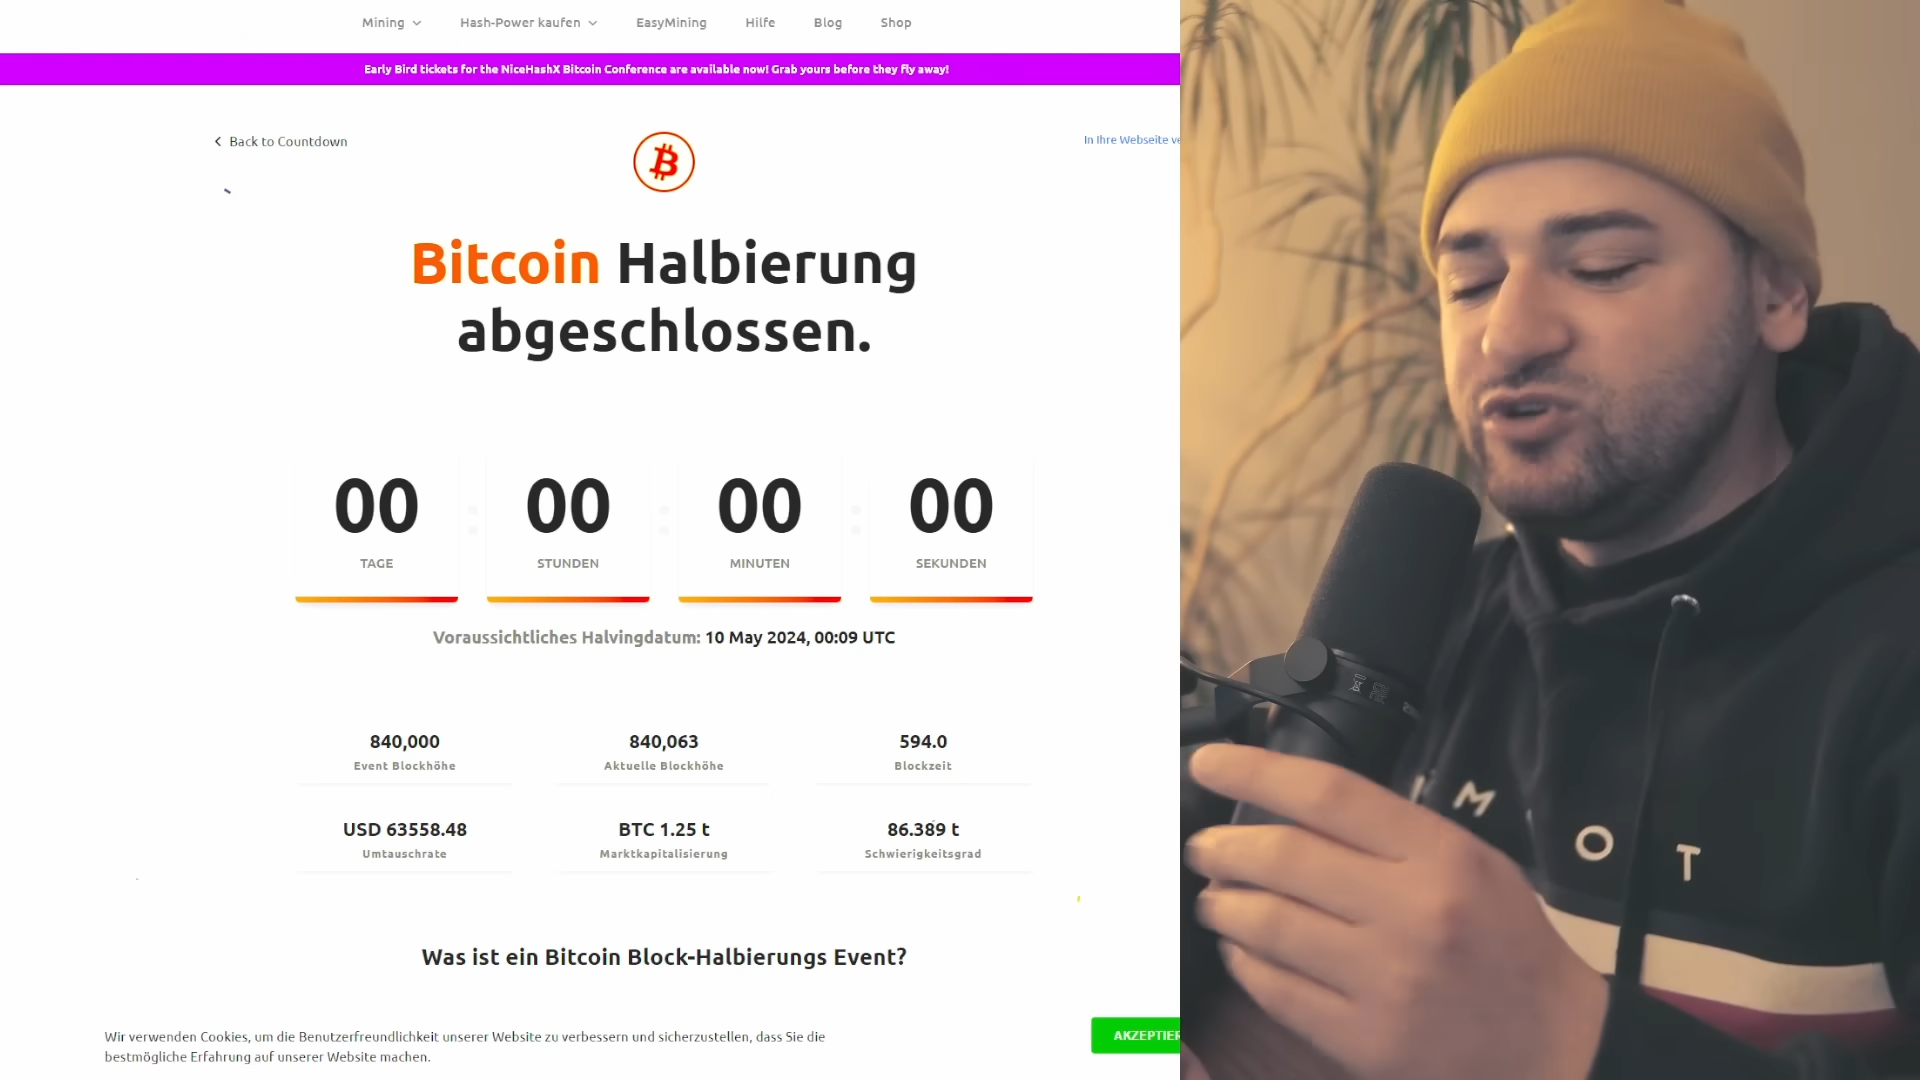 Mining
Hash-Power kaufen
EasyMining
Hilfe
Blog
Shop
Early Bird tickets for the NiceHashX Bitcoin Conference are available now! Grab yours before they fly away!
Back to Countdown
In Ihre Webseite
Bitcoin Halbierung
abgeschlossen.
00 : 00 : 00 : 00
TAGE STUNDEN MINUTEN SEKUNDEN
Voraussichtliches Halvingdatum: 10 May 2024, 00:09 UTC
840,000 840,063 594.0
Event Blockhöhe Aktuelle Blockhöhe Blockzeit
USD 63558.48 BTC 1.25 t 86.389 t
Umtauschrate Marktkapitalisierung Schwierigkeitsgrad
Was ist ein Bitcoin Block-Halbierungs Event?
Wir verwenden Cookies, um die Benutzerfreundlichkeit unserer Website zu verbessern und sicherzustellen, dass Sie die
bestmögliche Erfahrung auf unserer Website machen.
AKZEPTIER
M O T